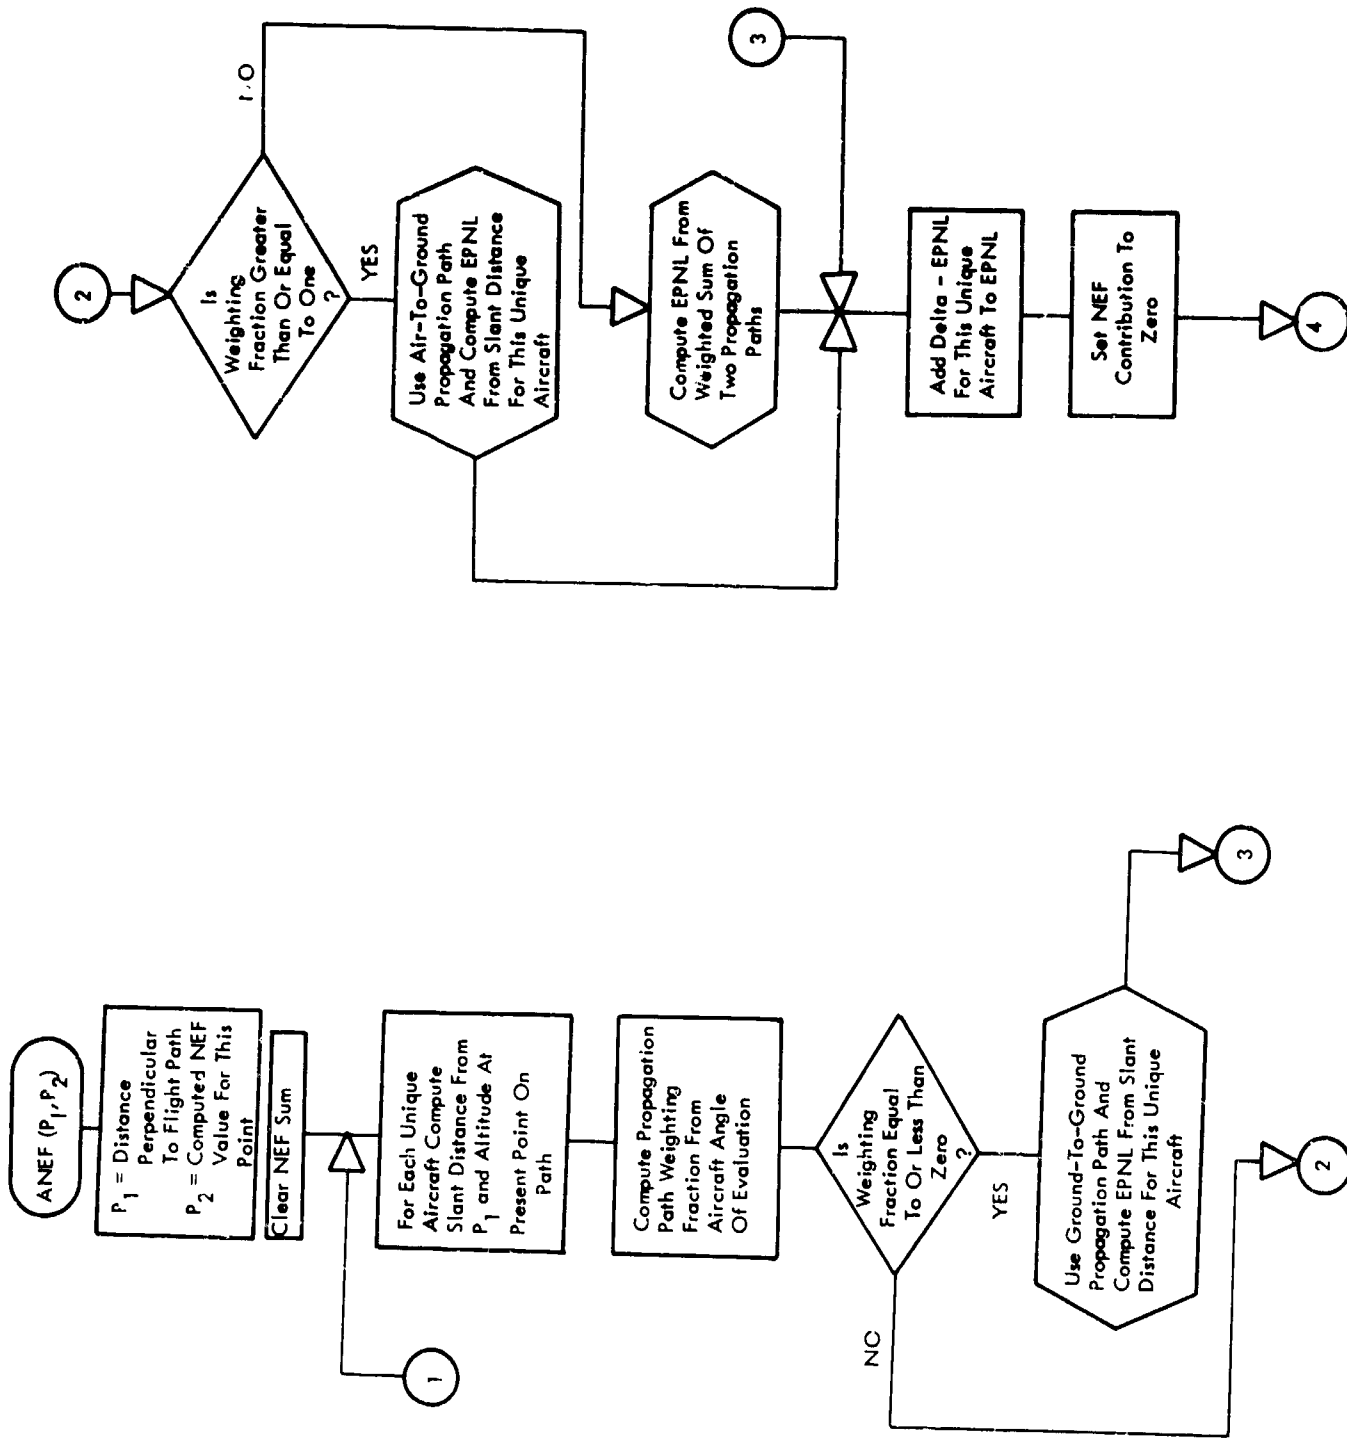 ANEF (P1, P2)
P1 = Distance
Perpendicular
To Flight Path
P2 = Computed NEF
Value For This
Point
Clear NEF Sum
1
For Each Unique
Aircraft Compute
Slant Distance From
P1 and Altitude At
Present Point On
Path
Compute Propagation
Path Weighting
Fraction From
Aircraft Angle
Of Evaluation
Is
Weighting
Fraction Equal
To Or Less Than
Zero
?
NC
YES
Use Ground-To-Ground
Propagation Path And
Compute EPNL From Slant
Distance For This Unique
Aircraft
3
2
2
Is
Weighting
Fraction Greater
Than Or Equal
To One
?
YES
Use Air-To-Ground
Propagation Path
And Compute EPNL
From Slant Distance
For This Unique
Aircraft
Compute EPNL From
Weighted Sum Of
Two Propagation
Paths
3
Add Delta - EPNL
For This Unique
Aircraft To EPNL
Set NEF
Contribution To
Zero
4